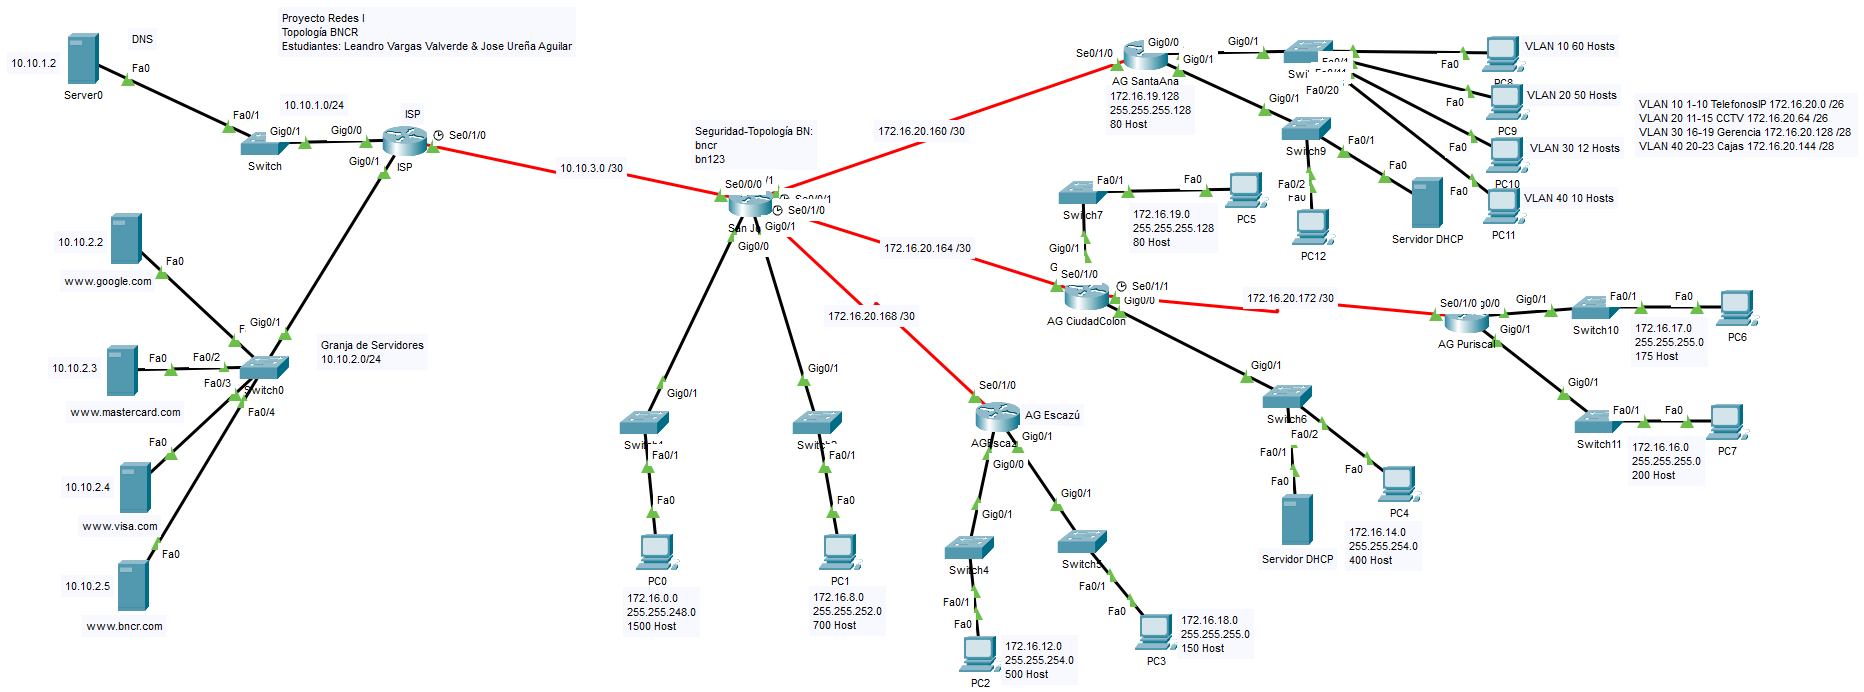 Proyecto Redes I
Topología BNCR
Estudiantes: Leandro Vargas Valverde & Jose Ureña Aguilar
DNS
10.10.1.2
Fa0
Server0
Fa0/1
10.10.1.0/24
Gig0/1
Gig0/0
Switch
ISP
Se0/1/0
Gig0/1
ISP
10.10.3.0 /30
10.10.2.2
Fa0
www.google.com
Gig0/1
10.10.2.3
Fa0
Fa0/2
Fa0/3
Switch0
Fa0/4
www.mastercard.com
Granja de Servidores
10.10.2.0/24
Fa0
10.10.2.4
www.visa.com
Fa0
10.10.2.5
www.bncr.com
Seguridad-Topología BN:
bncr
bn123
Se0/0/0
Se0/1/0
Gig0/1
Gig0/0
172.16.20.160 /30
172.16.20.164 /30
172.16.20.168 /30
172.16.20.172 /30
Gig0/1
Fa0/1
Fa0
PC0
172.16.0.0
255.255.248.0
1500 Host
Gig0/1
Fa0/1
Fa0
PC1
172.16.8.0
255.255.252.0
700 Host
Se0/1/0
AG Escazú
Gig0/1
Gig0/0
Gig0/1
Switch4
Fa0/1
Fa0
PC2
172.16.12.0
255.255.254.0
500 Host
Gig0/1
Switch5
Fa0/1
Fa0
PC3
172.16.18.0
255.255.255.0
150 Host
Se0/1/0
Gig0/0
Gig0/1
AG SantaAna
172.16.19.128
255.255.255.128
80 Host
Gig0/1
Fa0/20
Fa0
PC8
VLAN 10 60 Hosts
Fa0
PC9
VLAN 20 50 Hosts
Fa0
PC10
VLAN 30 12 Hosts
Fa0
PC11
VLAN 40 10 Hosts
VLAN 10 1-10 TelefonosIP 172.16.20.0 /26
VLAN 20 11-15 CCTV 172.16.20.64 /26
VLAN 30 16-19 Gerencia 172.16.20.128 /28
VLAN 40 20-23 Cajas 172.16.20.144 /28
Gig0/1
Switch9
Fa0/1
Fa0
Servidor DHCP
Fa0/2
Fa0
PC12
Fa0/1
Fa0
Switch7
PC5
172.16.19.0
255.255.255.128
80 Host
Gig0/1
Se0/1/0
Se0/1/1
Gig0/0
AG CiudadColon
Gig0/1
Switch6
Fa0/1
Fa0/2
Fa0
Fa0
PC4
Servidor DHCP
172.16.14.0
255.255.254.0
400 Host
Se0/1/0
Gig0/1
AG Puriscal
Gig0/1
Fa0/1
Fa0
Switch10
PC6
172.16.17.0
255.255.255.0
175 Host
Gig0/1
Fa0/1
Fa0
Switch11
PC7
172.16.16.0
255.255.255.0
200 Host